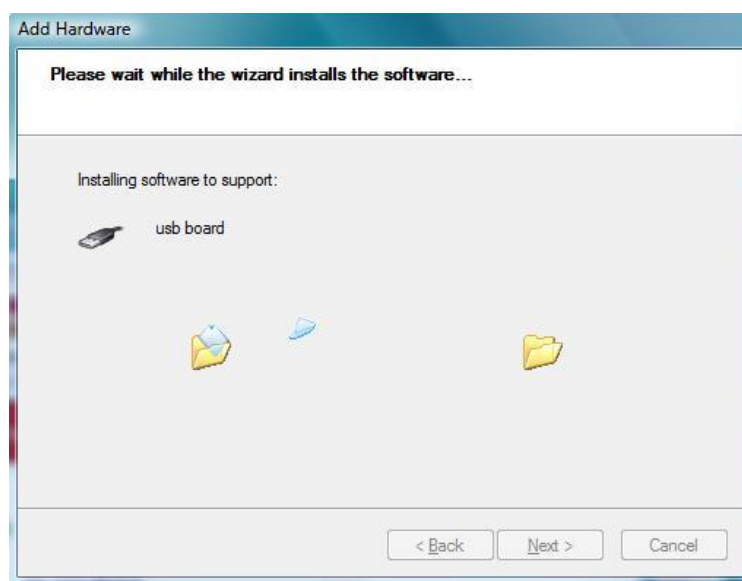 Add Hardware
Please wait while the wizard installs the software...
Installing software to support:
usb board
< Back
Next >
Cancel